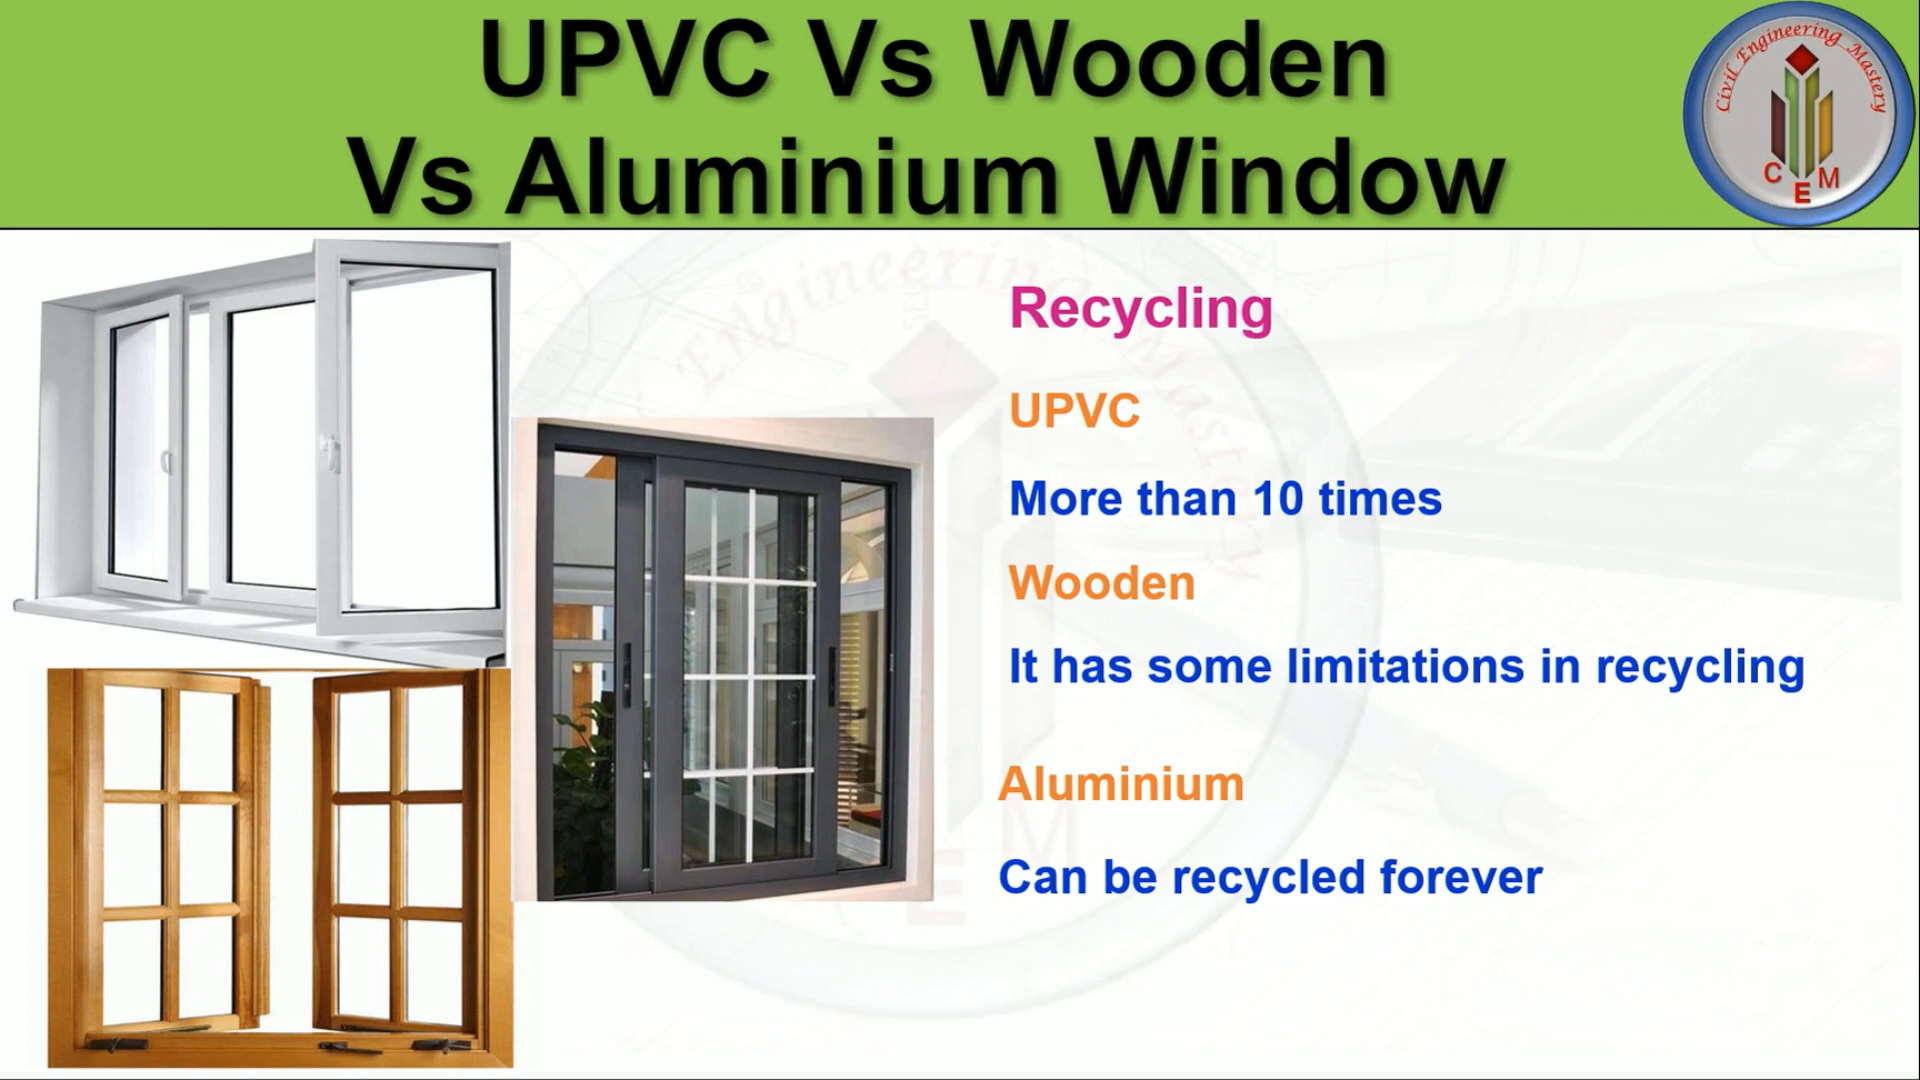 UPVC Vs Wooden
Vs Aluminium Window
Civil Engineering Mastery
C E M
Recycling
UPVC
More than 10 times
Wooden
It has some limitations in recycling
Aluminium
Can be recycled forever